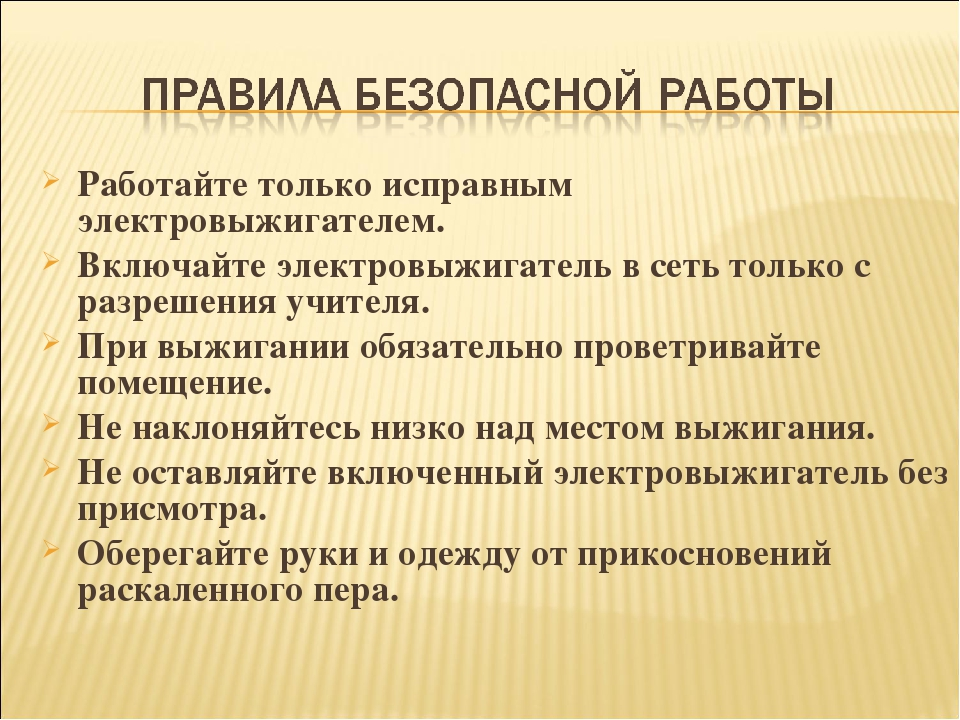 ПРАВИЛА БЕЗОПАСНОЙ РАБОТЫ
Работайте только исправным
электровыжигателем.
Включайте электровыжигатель в сеть только с
разрешения учителя.
При выжигании обязательно проветривайте
помещение.
Не наклоняйтесь низко над местом выжигания.
Не оставляйте включенный электровыжигатель без
присмотра.
Оберегайте руки и одежду от прикосновений
раскаленного пера.